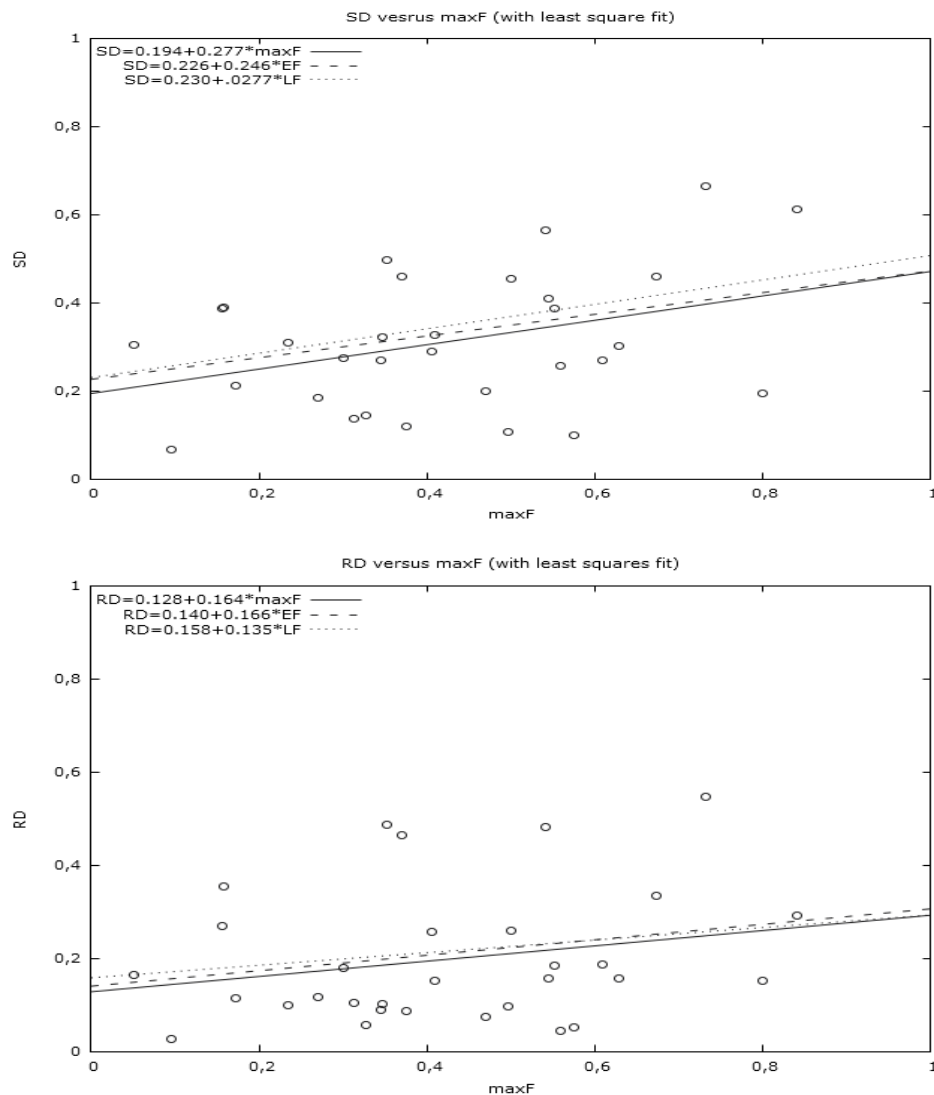 SD vesrus maxF (with least square fit)
1
SD=0.194+0.277*maxF
SD=0.226+0.246*EF
SD=0.230+.0277*LF
0,8
0,6
SD
0,4
0,2
0
0 0,2 0,4 0,6 0,8 1
maxF
RD versus maxF (with least squares fit)
1
RD=0.128+0.164*maxF
RD=0.140+0.166*EF
RD=0.158+0.135*LF
0,8
0,6
RD
0,4
0,2
0
0 0,2 0,4 0,6 0,8 1
maxF